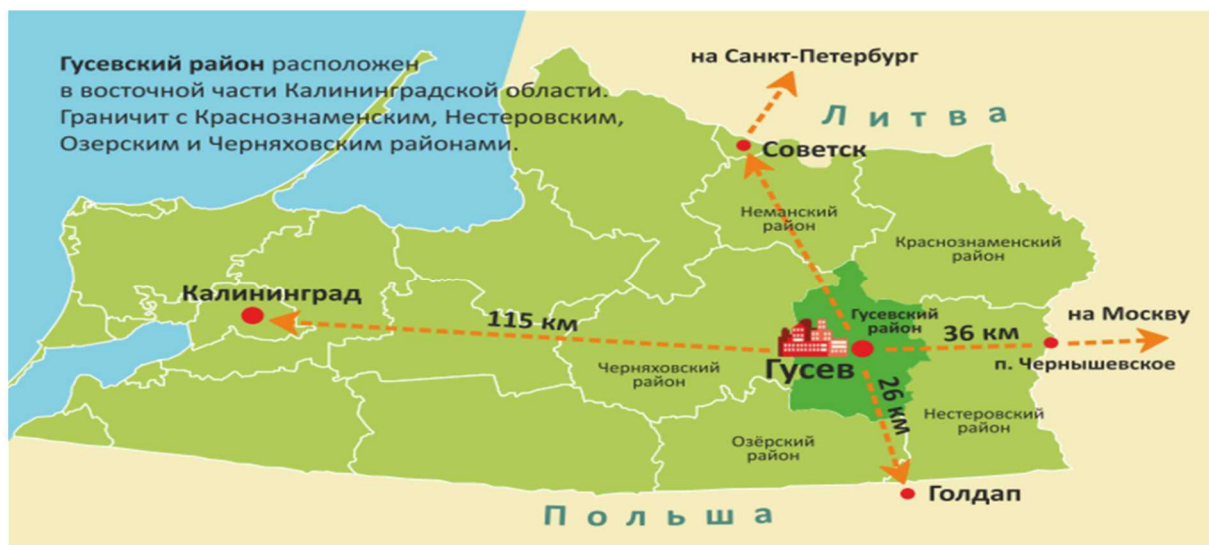 Гусевский район расположен
в восточной части Калининградской области.
Граничит с Краснознаменским, Нестеровским,
Озерским и Черняховским районами.
на Санкт-Петербург
Литва
Советск
Неманский
район
Краснознаменский
район
Калининград
115 км
Гусевский
район
36 км
на Москву
п. Чернышевское
Черняховский
район
Гусев
26 км
Нестеровский
район
Озёрский
район
Голдап
Польша